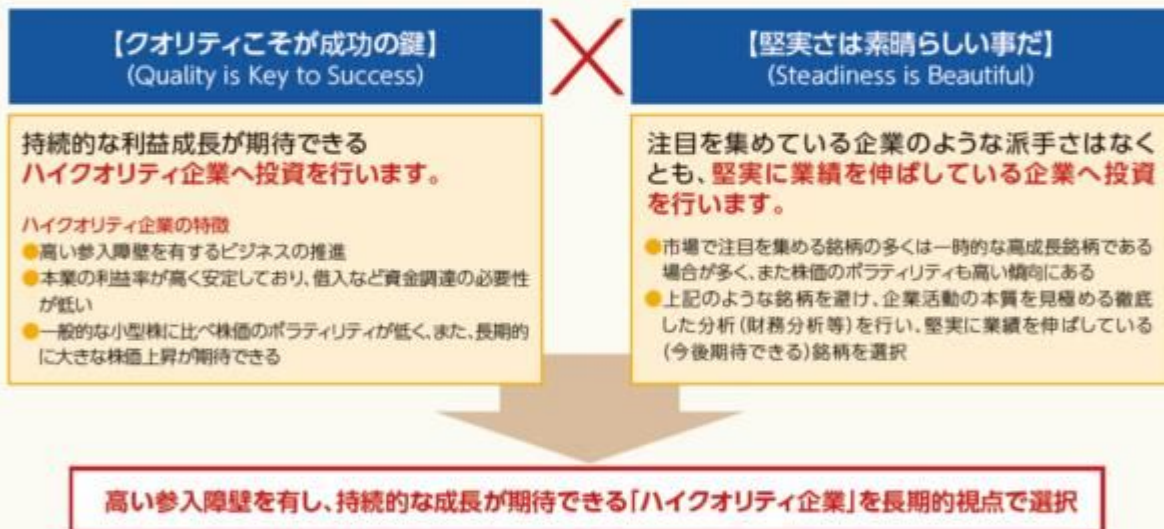 【クオリティこそが成功の鍵】
(Quality is Key to Success)
持続的な利益成長が期待できる
ハイクオリティ企業へ投資を行います。
ハイクオリティ企業の特徴
●高い参入障壁を有するビジネスの推進
●本業の利益率が高く安定しており、借入など資金調達の必要性
が低い
●一般的な小型株に比べ株価のボラティリティが低く、また、長期的
に大きな株価上昇が期待できる
【堅実さは素晴らしい事だ】
(Steadiness is Beautiful)
注目を集めている企業のような派手さはなく
とも、堅実に業績を伸ばしている企業へ投資
を行います。
●市場で注目を集める銘柄の多くは一時的な高成長銘柄である
場合が多く、また株価のボラティリティも高い傾向にある
●上記のような銘柄を避け、企業活動の本質を見極める徹底
した分析(財務分析等)を行い、堅実に業績を伸ばしている
(今後期待できる)銘柄を選択
高い参入障壁を有し、持続的な成長が期待できる「ハイクオリティ企業」を長期的視点で選択